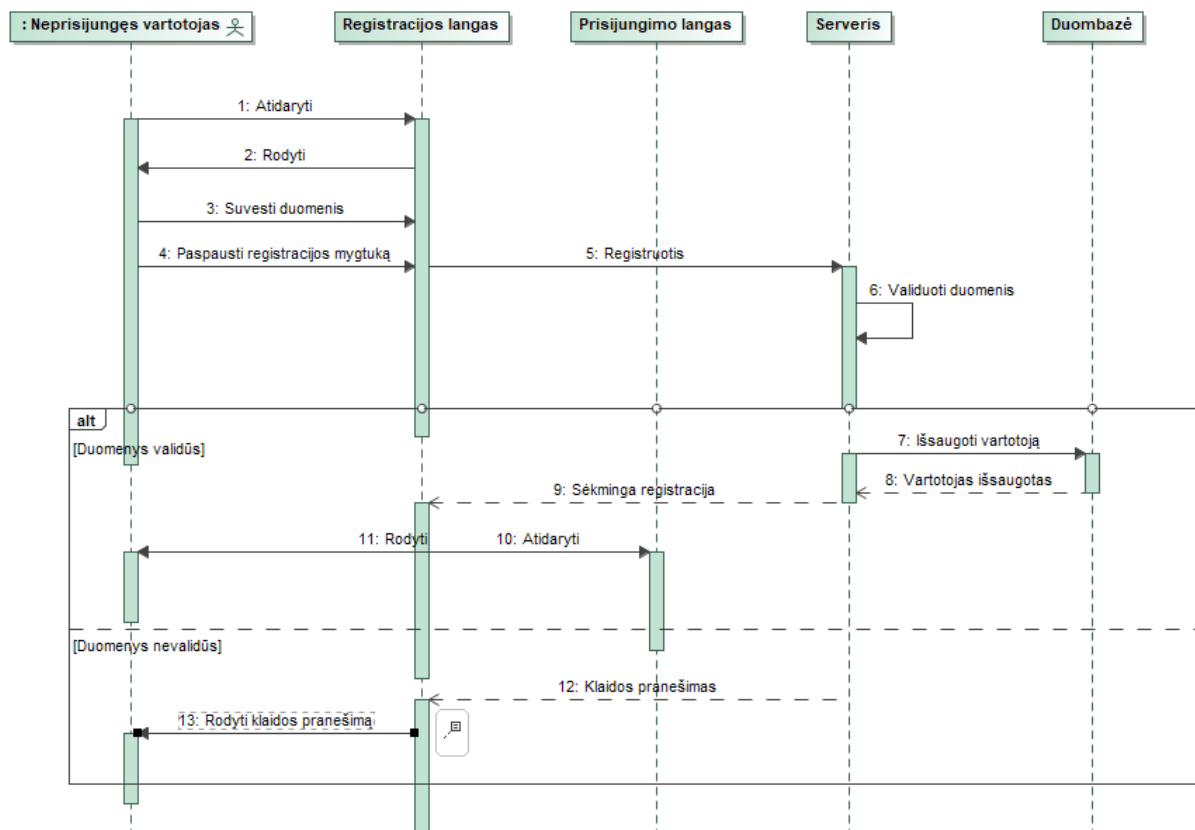 : Neprisijungęs vartotojas
Registracijos langas
Prisijungimo langas
Serveris
Duombazė
1: Atidaryti
2: Rodyti
3: Suvesti duomenis
4: Paspausti registracijos mygtuką
5: Registruotis
6: Validuoti duomenis
alt
[Duomenys validūs]
7: Išsaugoti vartotoją
8: Vartotojas išsaugotas
9: Sėkminga registracija
11: Rodyti
10: Atidaryti
[Duomenys nevalidūs]
12: Klaidos pranešimas
13: Rodyti klaidos pranešimą